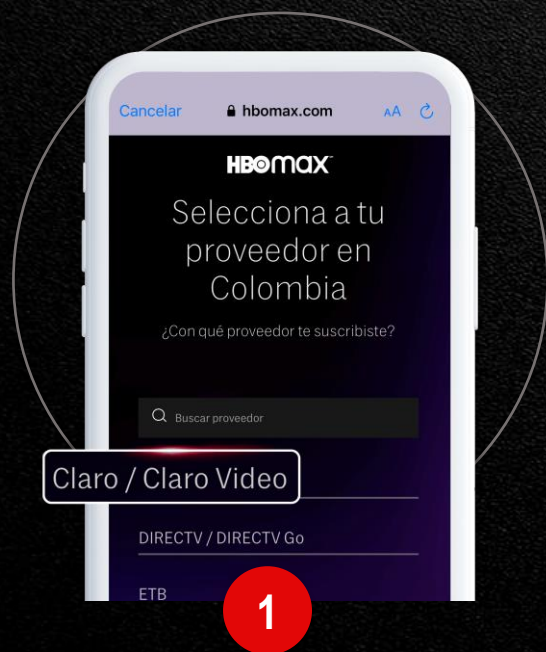 Cancelar hbomax.com AA
HBOMAX
Selecciona a tu
proveedor en
Colombia
¿Con qué proveedor te suscribiste?
Buscar proveedor
Claro / Claro Video
DIRECTV / DIRECTV Go
ETB
1